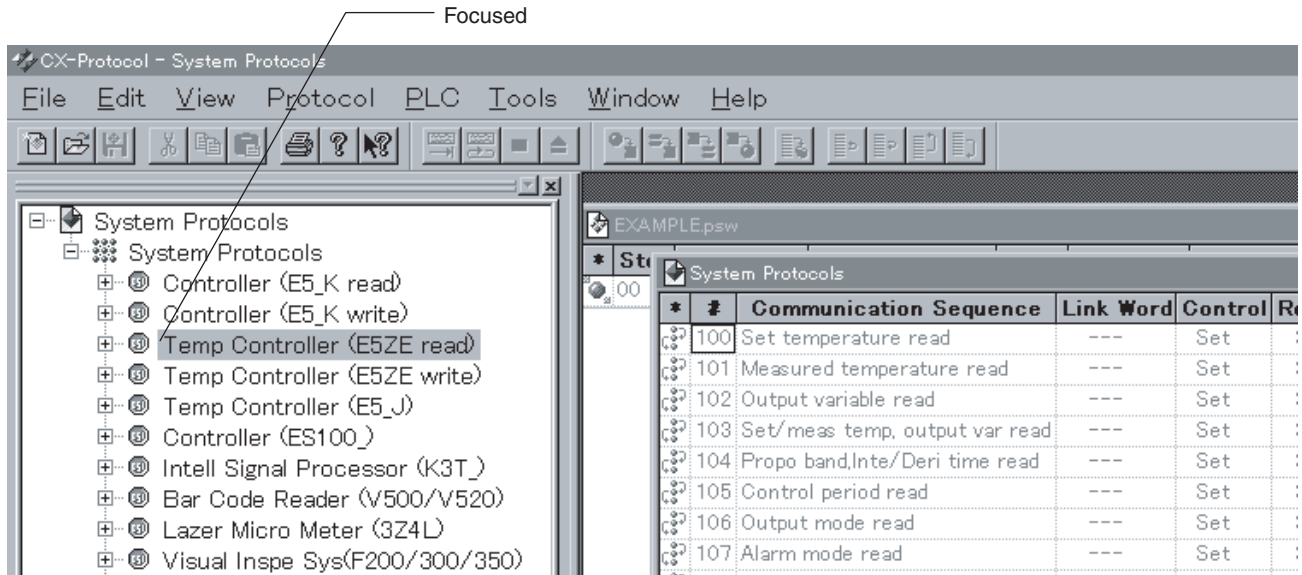 Focused
CX-Protocol - System Protocols
File Edit View Protocol PLC Tools Window Help
System Protocols
System Protocols
Controller (E5_K read)
Controller (E5_K write)
Temp Controller (E5ZE read)
Temp Controller (E5ZE write)
Temp Controller (E5_J)
Controller (ES100_)
Intell Signal Processor (K3T_)
Bar Code Reader (V500/V520)
Lazer Micro Meter (3Z4L)
Visual Inspe Sys(F200/300/350)
EXAMPLE.psw
*
00
System Protocols
* # Communication Sequence Link Word Control
100 Set temperature read --- Set
101 Measured temperature read --- Set
102 Output variable read --- Set
103 Set/meas temp, output var read --- Set
104 Propo band,Inte/Deri time read --- Set
105 Control period read --- Set
106 Output mode read --- Set
107 Alarm mode read --- Set